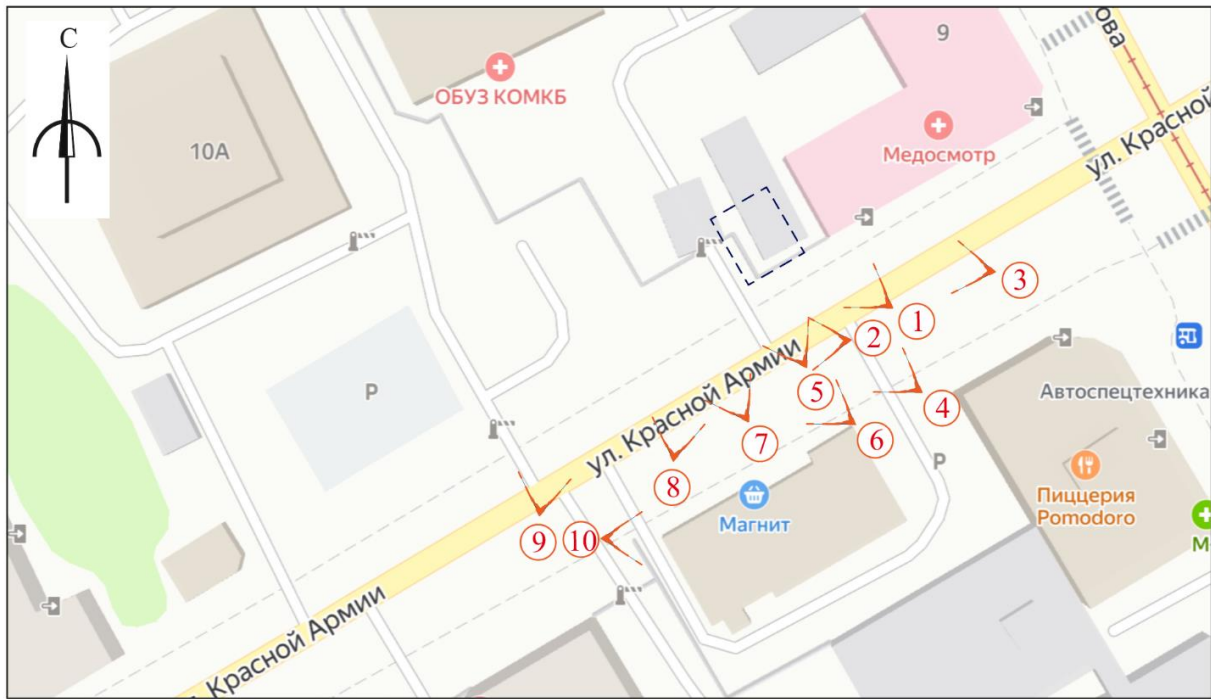 С
9
ова
ОБУЗ КОМКБ
10А
Медосмотр
ул. Красной
3
1
2
5
4
Автоспецтехника
P
ул. Красной Армии
7
6
8
P
Магнит
Пиццерия
Pomodoro
9
10
М
ул. Красной Армии